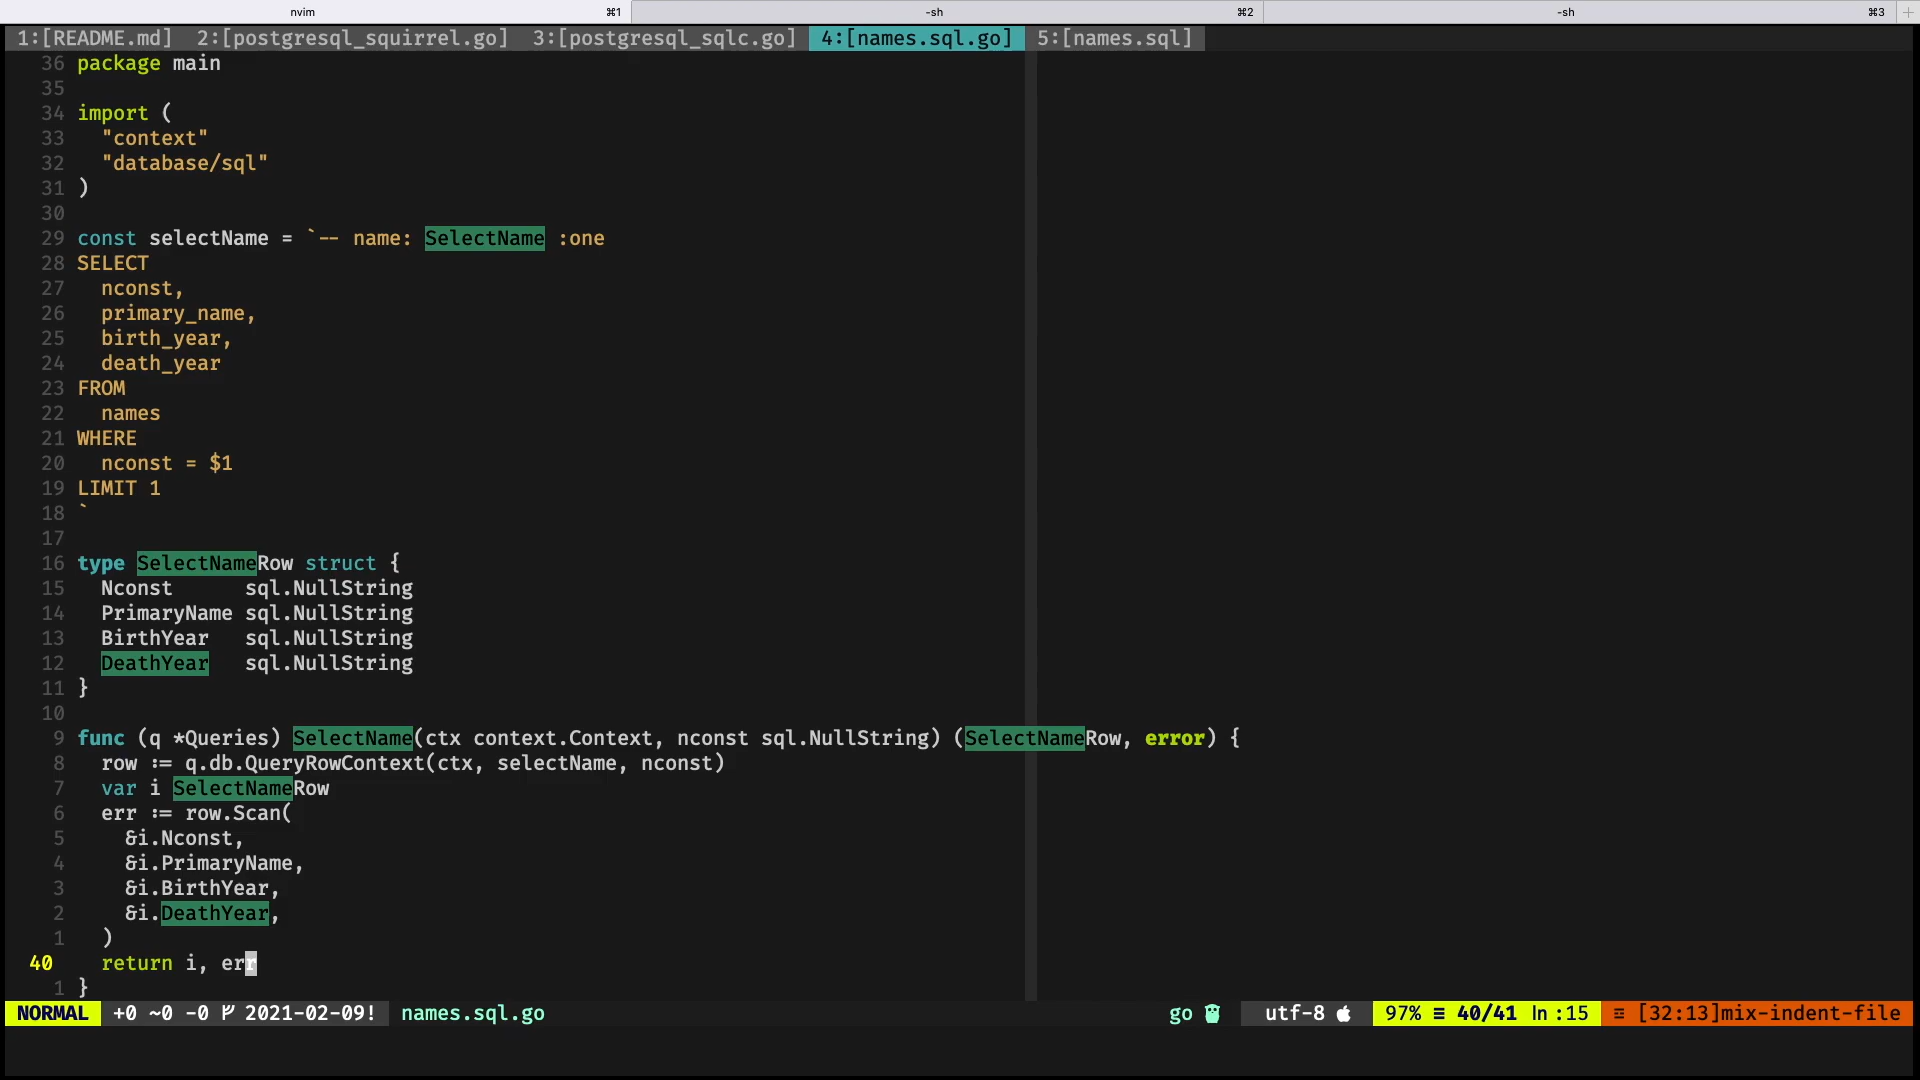 nvim ⌘1 -sh ⌘2 -sh ⌘3 +
1:[README.md] 2:[postgresql_squirrel.go] 3:[postgresql_sqlc.go] 4:[names.sql.go] 5:[names.sql]
36 package main
35
34 import (
33 "context"
32 "database/sql"
31 )
30
29 const selectName = `-- name: SelectName :one
28 SELECT
27 nconst,
26 primary_name,
25 birth_year,
24 death_year
23 FROM
22 names
21 WHERE
20 nconst = $1
19 LIMIT 1
18 `
17
16 type SelectNameRow struct {
15 Nconst sql.NullString
14 PrimaryName sql.NullString
13 BirthYear sql.NullString
12 DeathYear sql.NullString
11 }
10
9 func (q *Queries) SelectName(ctx context.Context, nconst sql.NullString) (SelectNameRow, error) {
8 row := q.db.QueryRowContext(ctx, selectName, nconst)
7 var i SelectNameRow
6 err := row.Scan(
5 &i.Nconst,
4 &i.PrimaryName,
3 &i.BirthYear,
2 &i.DeathYear,
1 )
40 return i, err
1 }
NORMAL +0 ~0 -0 2021-02-09! names.sql.go go utf-8 97% ≡ 40/41 ln :15 [32:13]mix-indent-file